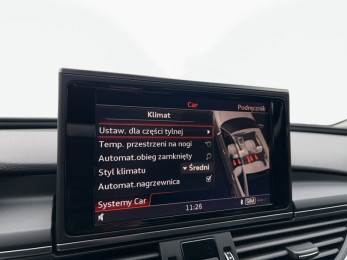 Car
Klimat
Podręcznik
Ustaw. dla części tylnej
Temp. przestrzeni na nogi
Automat.obieg zamknięty
Styl klimatu Średni
Automat.nagrzewnica
Systemy Car
11:26
SIM